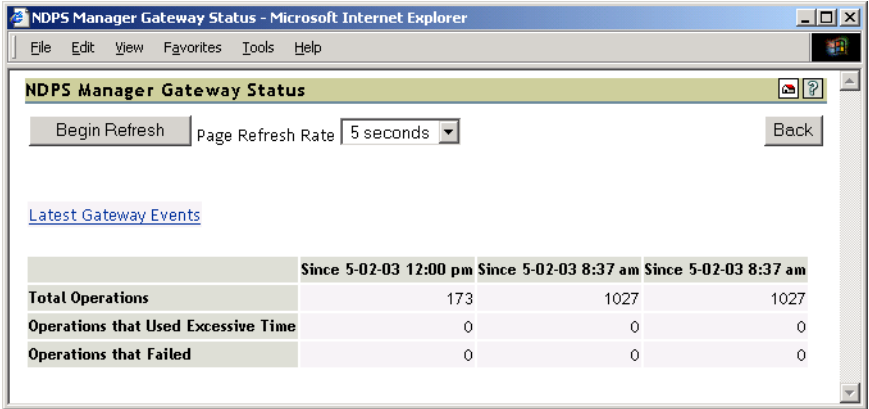 NDPS Manager Gateway Status - Microsoft Internet Explorer
File Edit View Favorites Tools Help
NDPS Manager Gateway Status ?
Begin Refresh Page Refresh Rate 5 seconds Back
Latest Gateway Events
Since 5-02-03 12:00 pm Since 5-02-03 8:37 am Since 5-02-03 8:37 am
Total Operations 173 1027 1027
Operations that Used Excessive Time 0 0 0
Operations that Failed 0 0 0